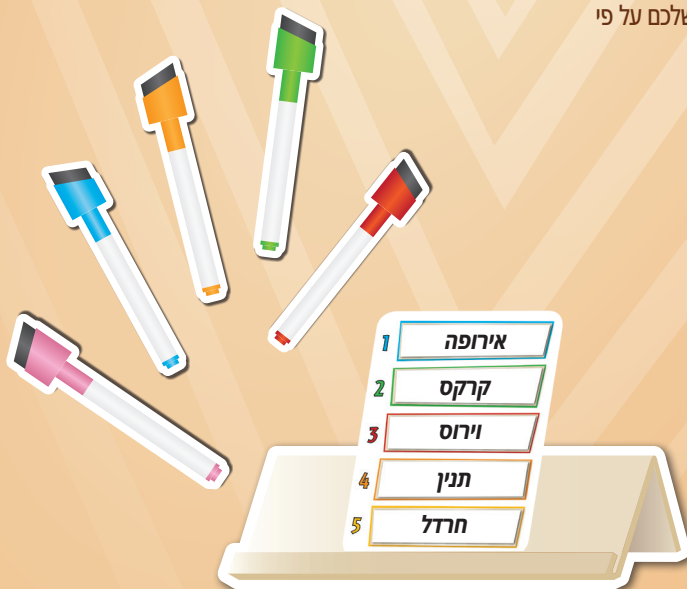 שלכם על פי
1 אירופה
2 קרקס
3 וירוס
4 תנין
5 חרדל